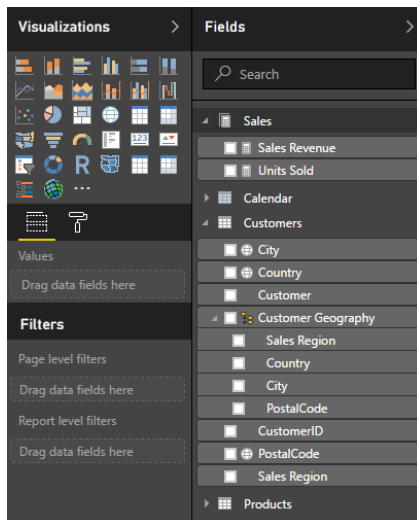 Visualizations
Values
Drag data fields here
Filters
Page level filters
Drag data fields here
Report level filters
Drag data fields here
Fields
Search
Sales
Sales Revenue
Units Sold
Calendar
Customers
City
Country
Customer
Customer Geography
Sales Region
Country
City
PostalCode
CustomerID
PostalCode
Sales Region
Products
R
123